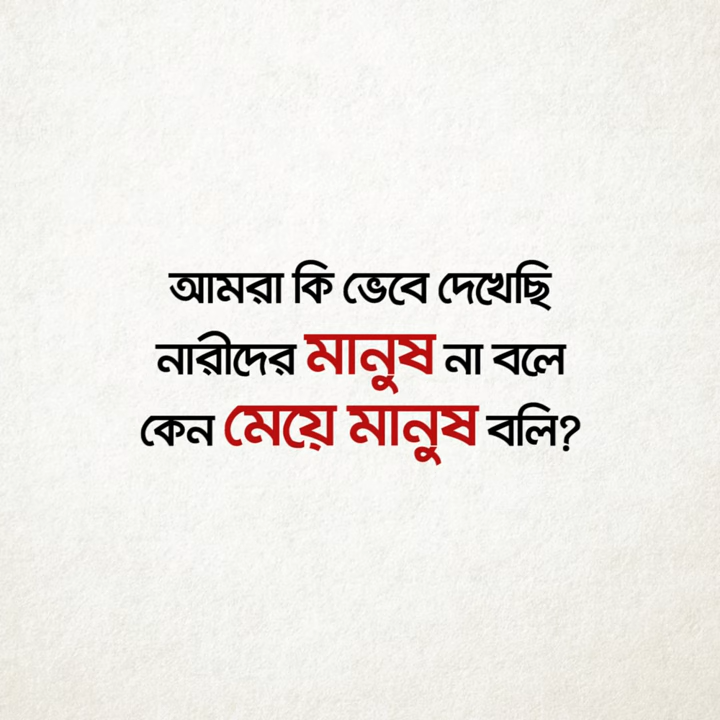 আমরা কি ভেবে দেখেছি
নারীদের মানুষ না বলে
কেন মেয়ে মানুষ বলি?